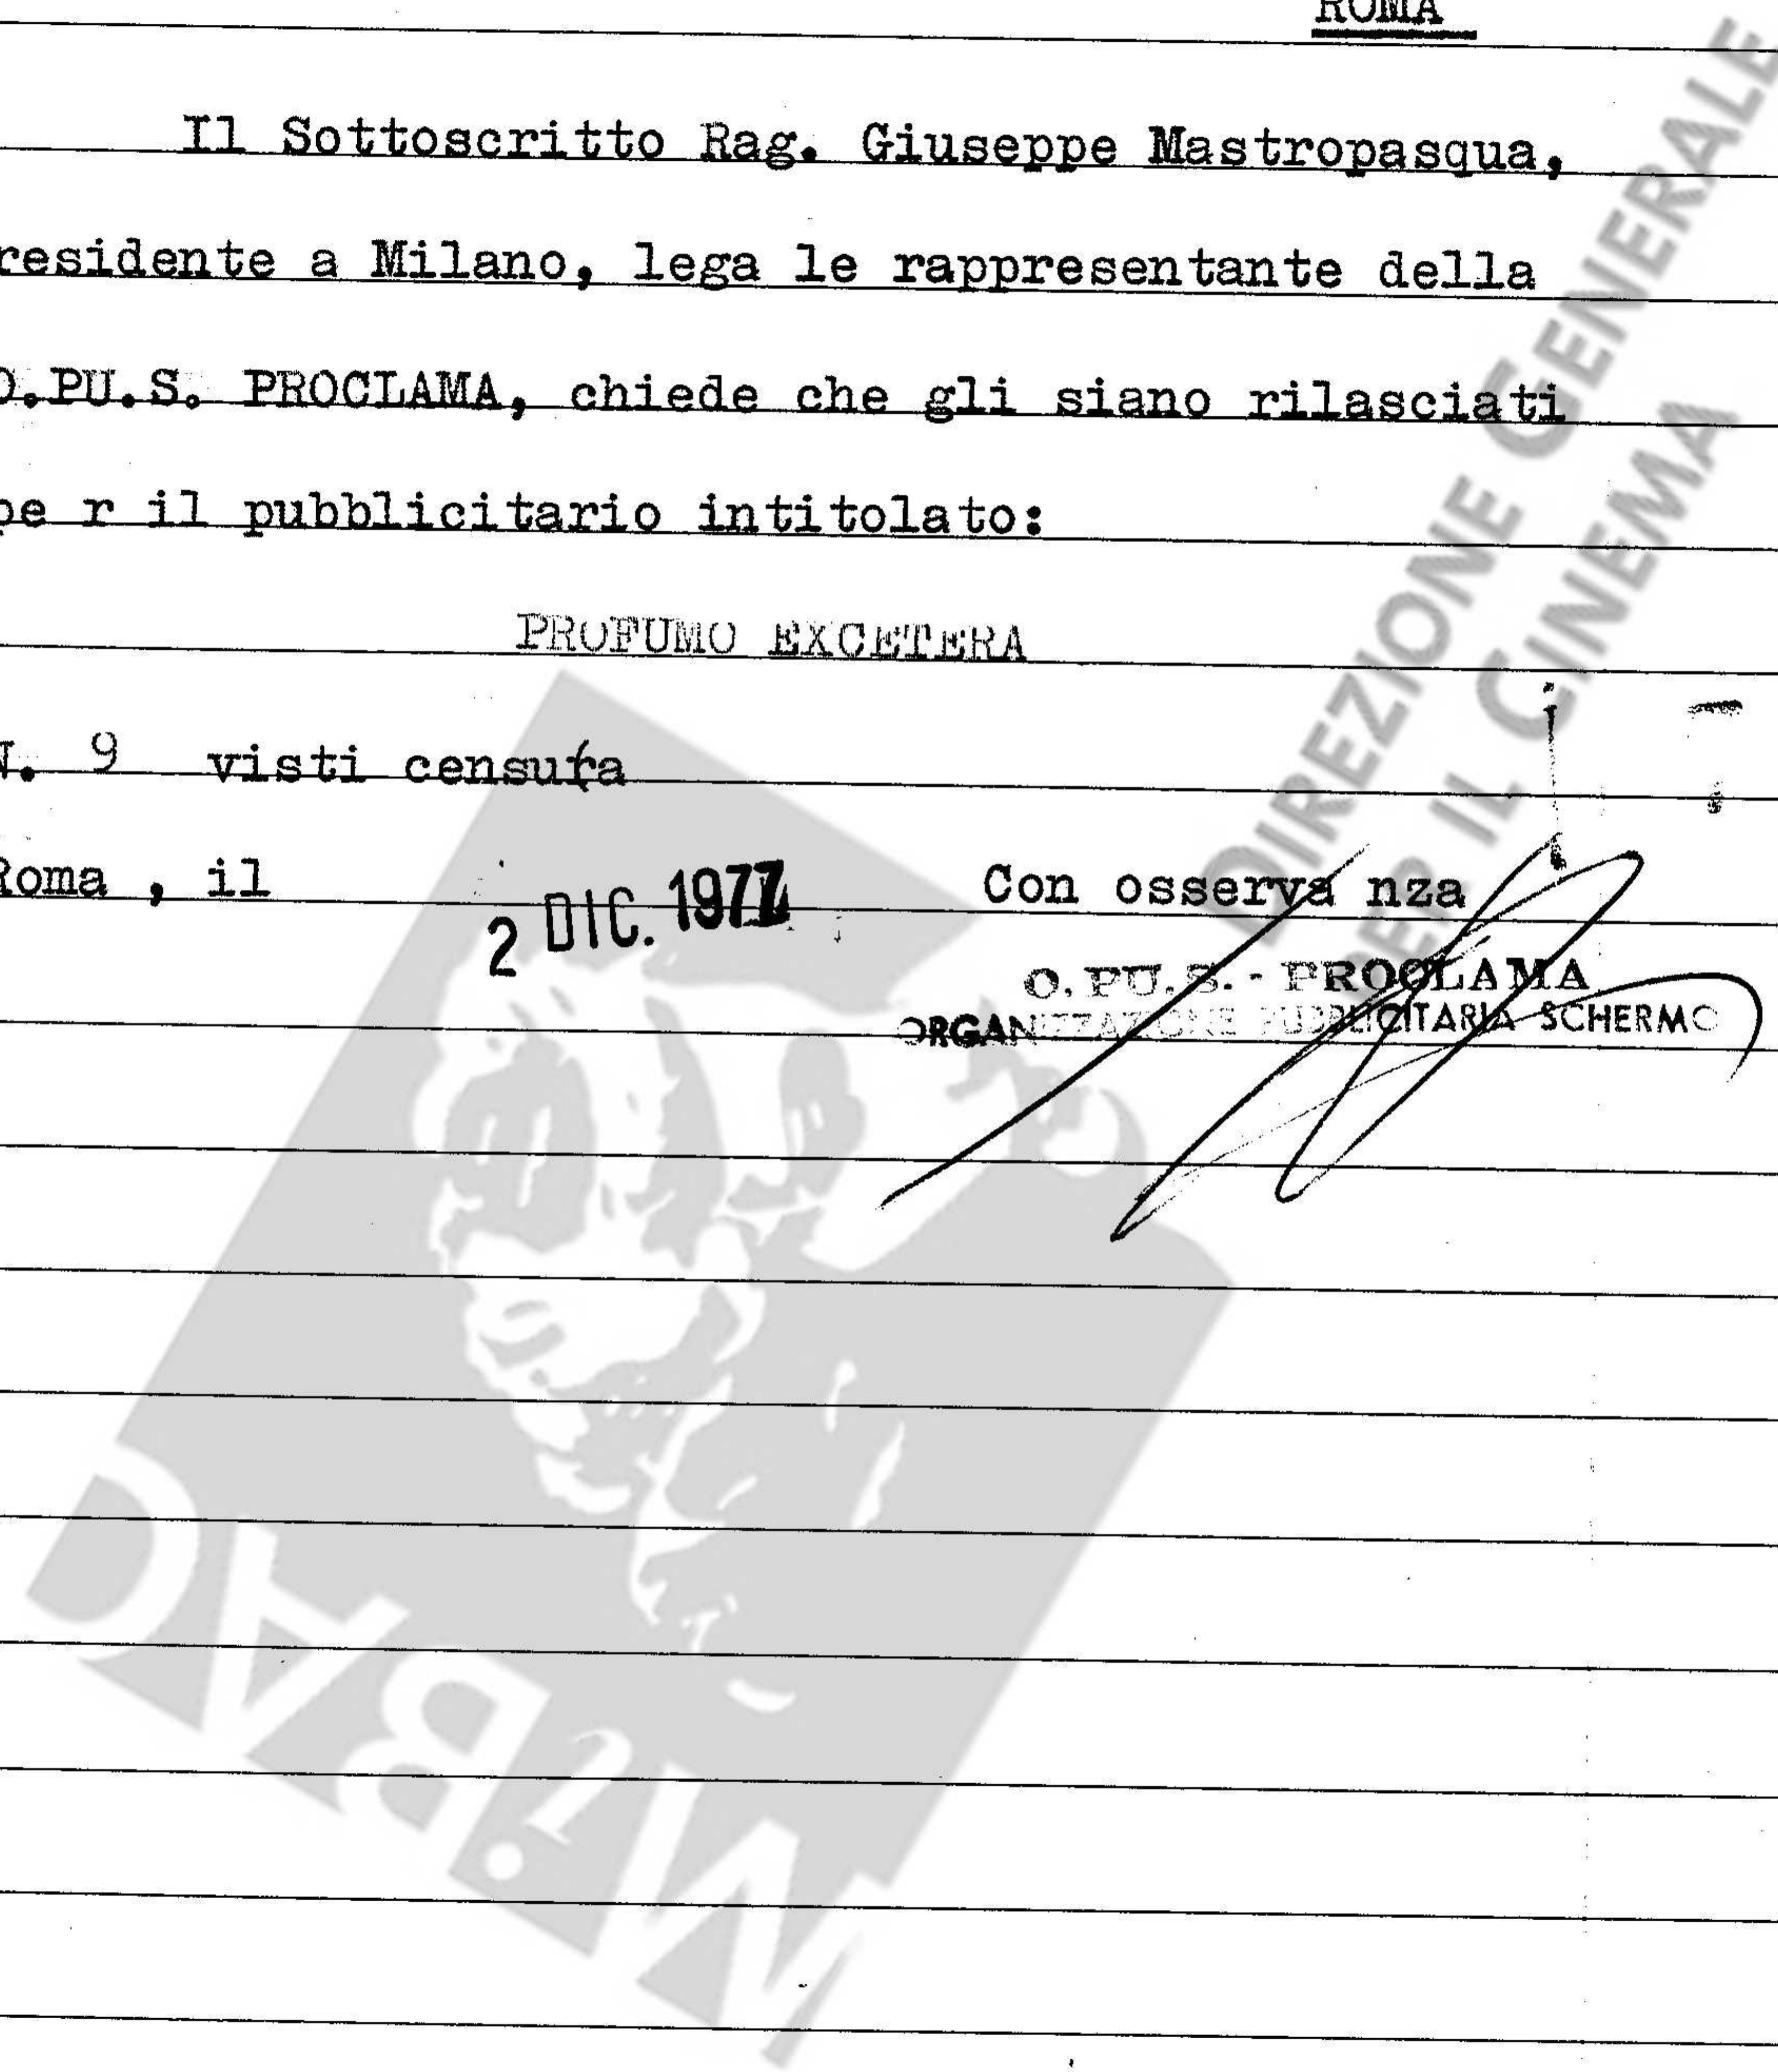 ROMA
Il Sottoscritto Rag. Giuseppe Mastropasqua,
residente a Milano, lega le rappresentante della
O.PU.S. PROCLAMA, chiede che gli siano rilasciati
pe r il pubblicitario intitolato:
PROFUMO EXCETERA
N. 9 visti censura
Roma , il 2 DIC. 1977 Con osserva nza
O. PU. S. - PROCLAMA
ORGANIZZAZIONE PUBBLICITARIA SCHERMO
DIREZIONE GENERALE
PER IL CINEMA
MiBAC